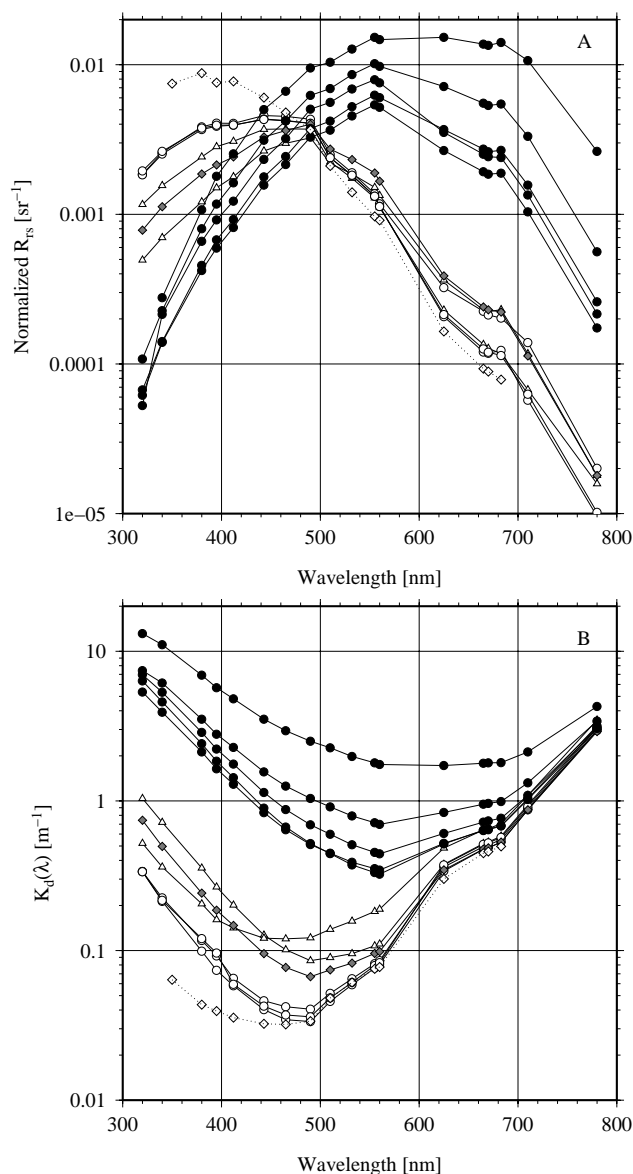 A
0.01
0.001
0.0001
1e−05
Normalized R_rs [sr⁻¹]
300 400 500 600 700 800
Wavelength [nm]
B
10
1
0.1
0.01
K_d(λ) [m⁻¹]
300 400 500 600 700 800
Wavelength [nm]